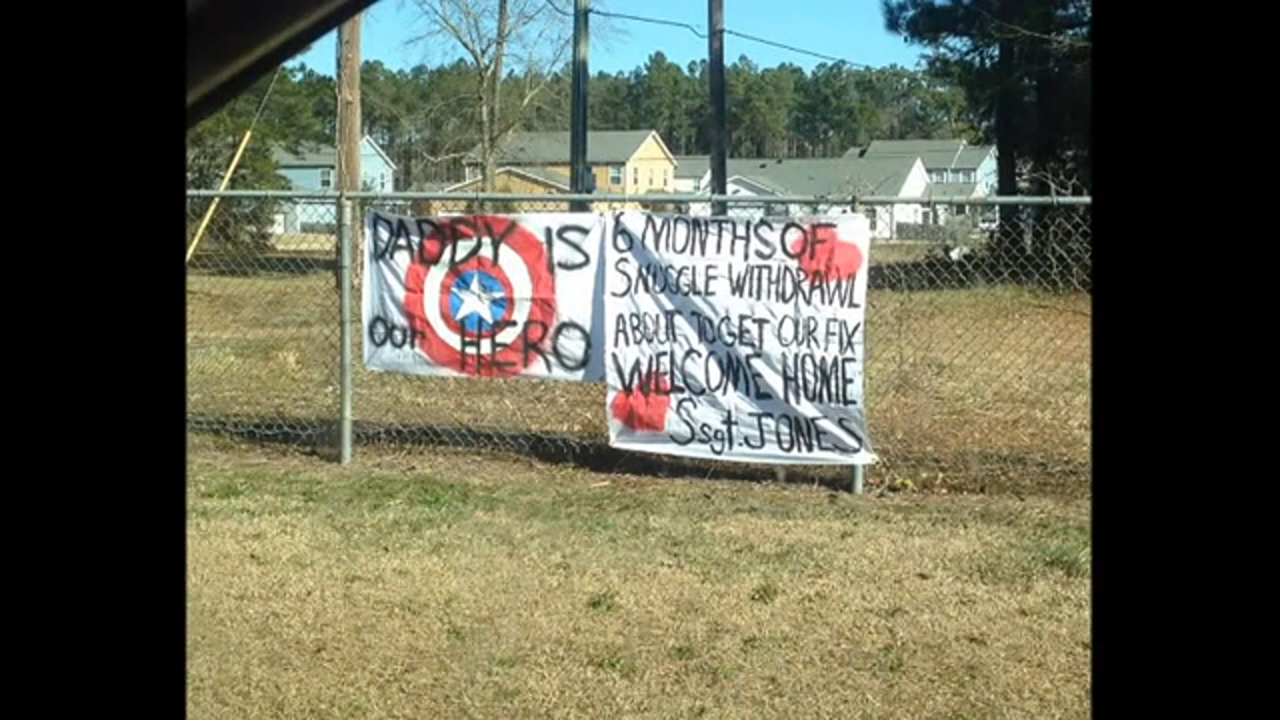 DADDY IS
our HERO
6 MONTHS OF
SNUGGLE WITHDRAWL
ABOUT TO GET OUR FIX
WELCOME HOME
Ssgt. JONES